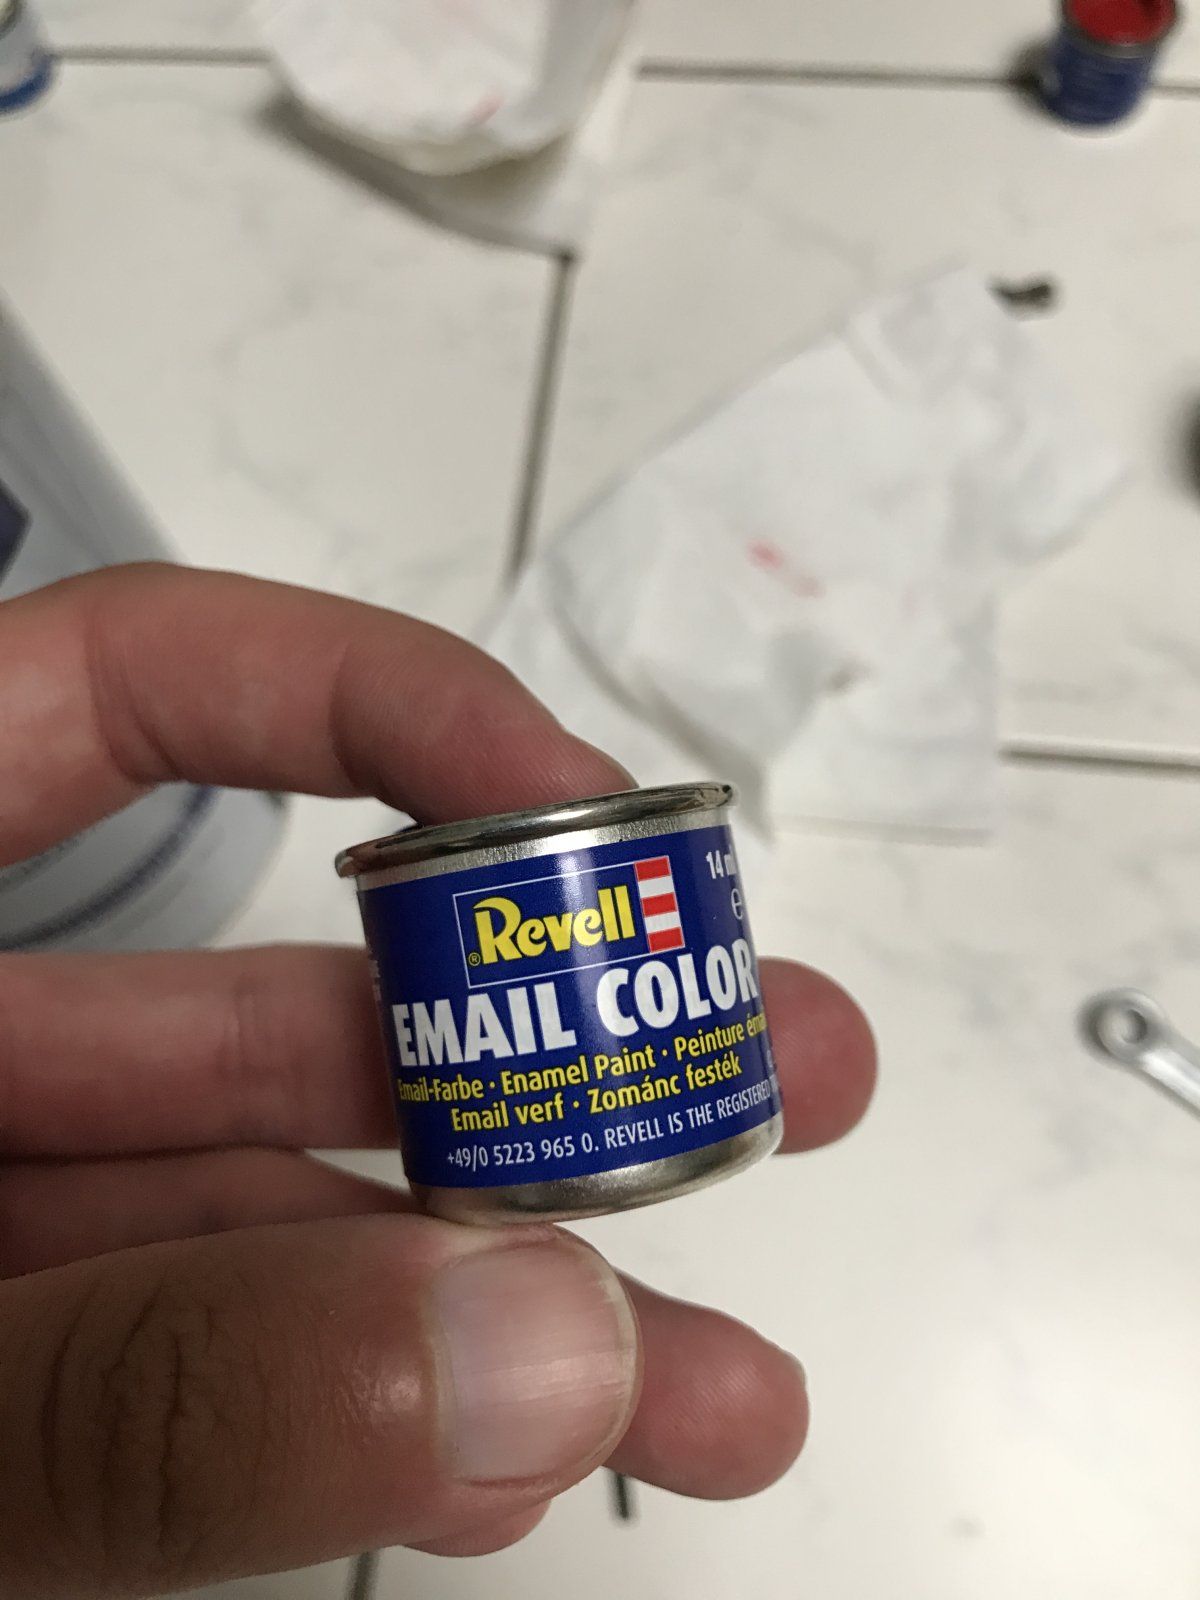 14 ml
e
® Revell
EMAIL COLOR
Email-Farbe · Enamel Paint · Peinture émai
Email verf · Zománc festék
+49/0 5223 965 0. REVELL IS THE REGISTERED